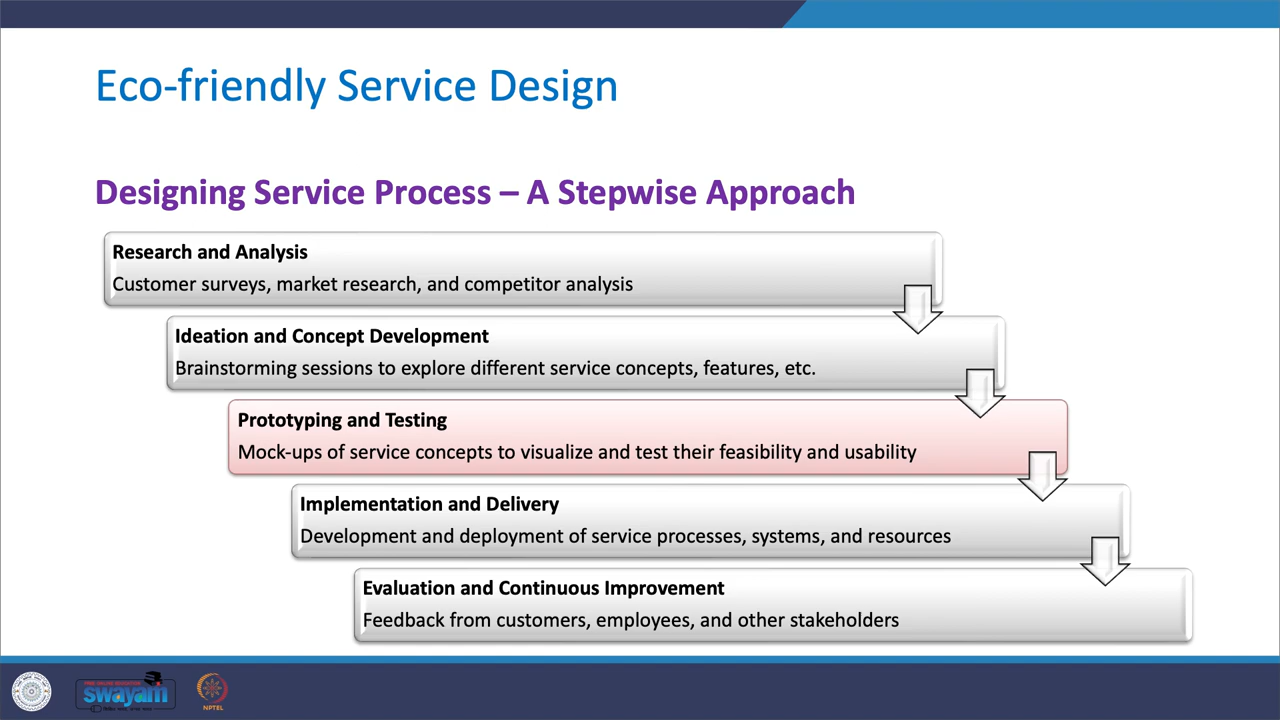 Eco-friendly Service Design
Designing Service Process – A Stepwise Approach
Research and Analysis
Customer surveys, market research, and competitor analysis
Ideation and Concept Development
Brainstorming sessions to explore different service concepts, features, etc.
Prototyping and Testing
Mock-ups of service concepts to visualize and test their feasibility and usability
Implementation and Delivery
Development and deployment of service processes, systems, and resources
Evaluation and Continuous Improvement
Feedback from customers, employees, and other stakeholders
swayam
NPTEL